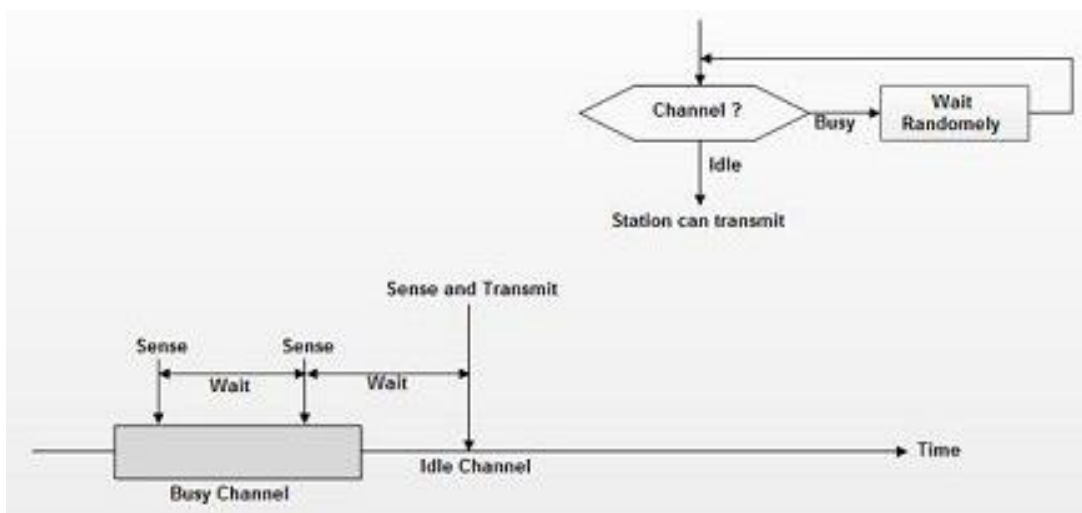 Channel ?
Busy
Wait
Randomely
Idle
Station can transmit
Sense and Transmit
Sense
Sense
Wait
Wait
Time
Idle Channel
Busy Channel